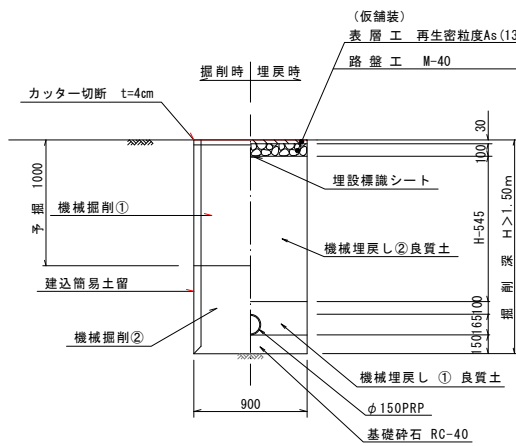 (仮舗装)
表 層 工 再生密粒度As(13
路 盤 工 M-40
掘削時 埋戻時
カッター切断 t=4cm
30
100
埋設標識シート
予 掘 1000
機械掘削①
H-545
掘 削 深 H>1.50m
機械埋戻し②良質土
建込簡易土留
100
165
150
機械掘削②
機械埋戻し ① 良質土
900
φ150PRP
基礎砕石 RC-40